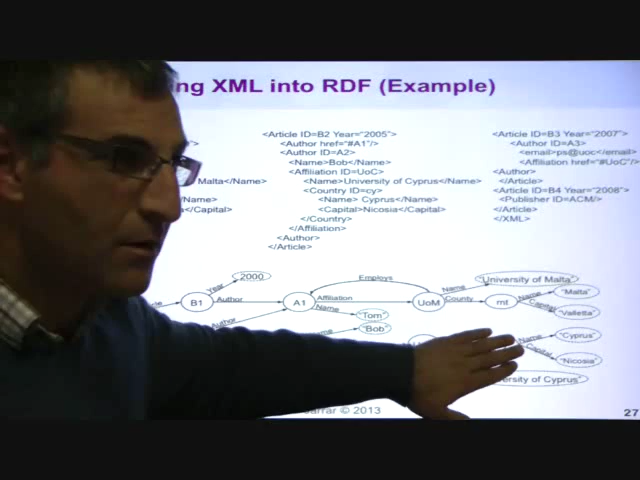 ng XML into RDF (Example)
Malta</Name>
</Capital>
<Article ID=B2 Year="2005">
<Author href="#A1"/>
<Author ID=A2>
<Name>Bob</Name>
<Affiliation ID=UoC>
<Name>University of Cyprus</Name>
<Country ID=cy>
<Name> Cyprus</Name>
<Capital>Nicosia</Capital>
</Country>
</Affiliation>
<Author>
</Article>
<Article ID=B3 Year="2007">
<Author ID=A3>
<email>ps@uoc</email>
<Affiliation href="#UoC">
<Author>
</Article>
<Article ID=B4 Year="2008">
<Publisher ID=ACM/>
</Article>
</XML>
2000
Year
Employs
B1
Author
A1
Affiliation
UoM
Name
"University of Malta"
County
mt
Name
"Malta"
Capital
"Valletta"
Name
"Tom"
Author
"Bob"
Name
"Cyprus"
Capital
"Nicosia"
ersity of Cyprus"
arrar © 2013
27